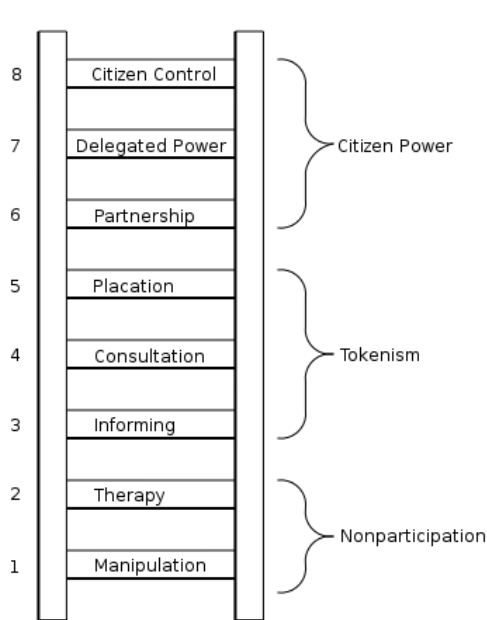 8 Citizen Control
7 Delegated Power Citizen Power
6 Partnership
5 Placation
4 Consultation Tokenism
3 Informing
2 Therapy
Nonparticipation
1 Manipulation